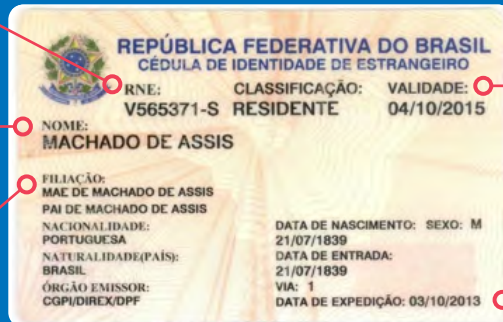 REPÚBLICA FEDERATIVA DO BRASIL
CÉDULA DE IDENTIDADE DE ESTRANGEIRO
RNE: CLASSIFICAÇÃO: VALIDADE:
V565371-S RESIDENTE 04/10/2015
NOME:
MACHADO DE ASSIS
FILIAÇÃO:
MAE DE MACHADO DE ASSIS
PAI DE MACHADO DE ASSIS
NACIONALIDADE: DATA DE NASCIMENTO: SEXO: M
PORTUGUESA 21/07/1839
NATURALIDADE(PAÍS): DATA DE ENTRADA:
BRASIL 21/07/1839
ÓRGÃO EMISSOR: VIA: 1
CGPI/DIREX/DPF DATA DE EXPEDIÇÃO: 03/10/2013